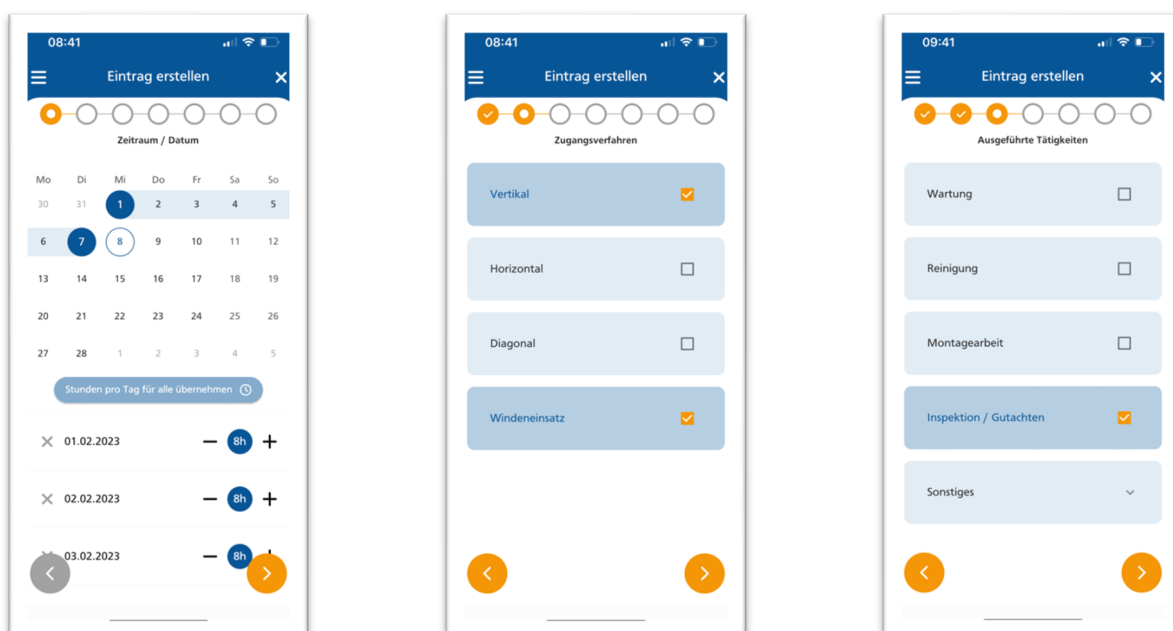 08:41
Eintrag erstellen
Zeitraum / Datum
Mo Di Mi Do Fr Sa So
30 31 1 2 3 4 5
6 7 8 9 10 11 12
13 14 15 16 17 18 19
20 21 22 23 24 25 26
27 28 1 2 3 4 5
Stunden pro Tag für alle übernehmen
01.02.2023 8h
02.02.2023 8h
03.02.2023 8h
08:41
Eintrag erstellen
Zugangsverfahren
Vertikal
Horizontal
Diagonal
Windeneinsatz
09:41
Eintrag erstellen
Ausgeführte Tätigkeiten
Wartung
Reinigung
Montagearbeit
Inspektion / Gutachten
Sonstiges